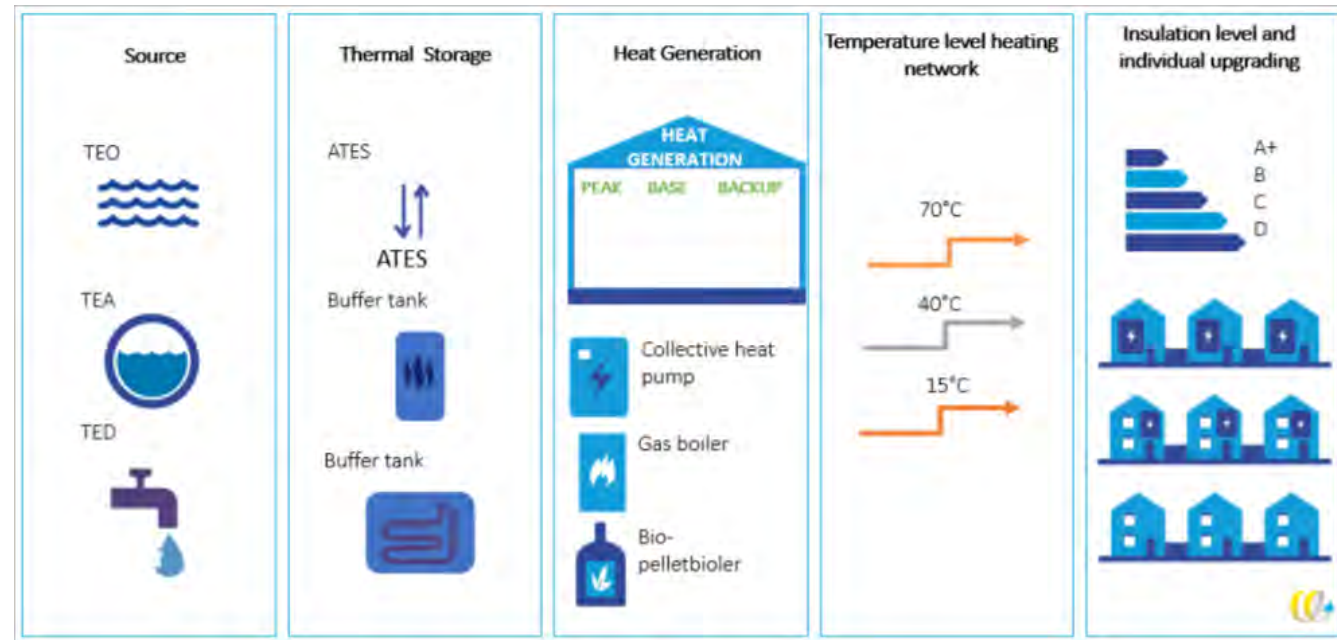 Source
TEO
TEA
TED
Thermal Storage
ATES
ATES
Buffer tank
Buffer tank
Heat Generation
HEAT
GENERATION
PEAK BASE BACKUP
Collective heat
pump
Gas boiler
Bio-
pelletbioler
Temperature level heating
network
70°C
40°C
15°C
Insulation level and
individual upgrading
A+
B
C
D